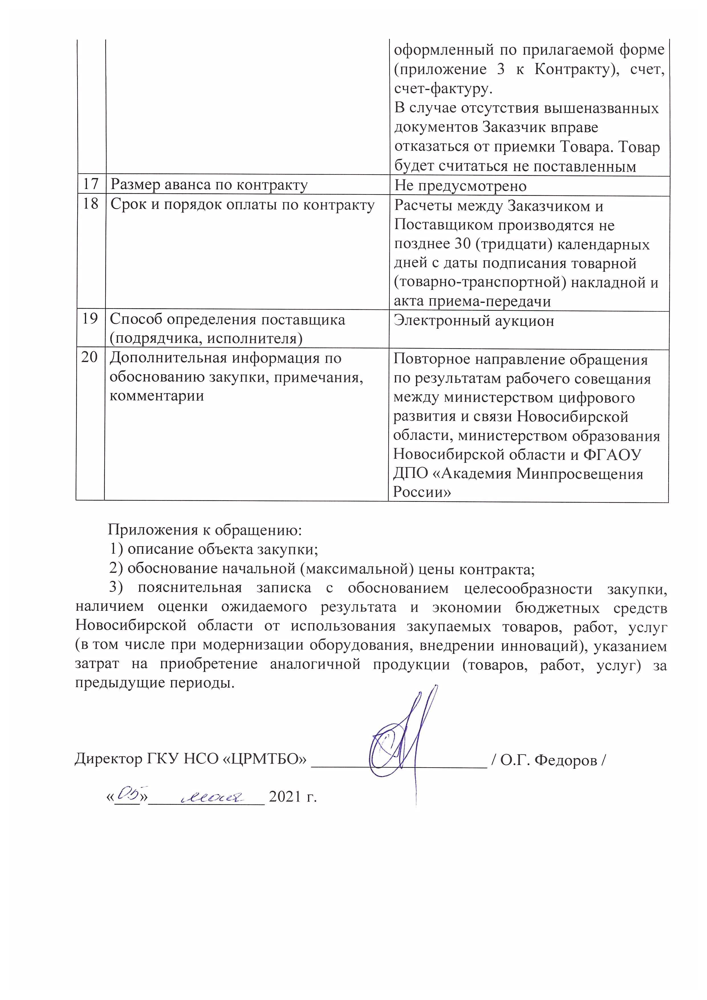 оформленный по прилагаемой форме
(приложение 3 к Контракту), счет,
счет-фактуру.
В случае отсутствия вышеназванных
документов Заказчик вправе
отказаться от приемки Товара. Товар
будет считаться не поставленным
17 Размер аванса по контракту Не предусмотрено
18 Срок и порядок оплаты по контракту Расчеты между Заказчиком и
Поставщиком производятся не
позднее 30 (тридцати) календарных
дней с даты подписания товарной
(товарно-транспортной) накладной и
акта приема-передачи
19 Способ определения поставщика Электронный аукцион
(подрядчика, исполнителя)
20 Дополнительная информация по Повторное направление обращения
обоснованию закупки, примечания, по результатам рабочего совещания
комментарии между министерством цифрового
развития и связи Новосибирской
области, министерством образования
Новосибирской области и ФГАОУ
ДПО «Академия Минпросвещения
России»
Приложения к обращению:
1) описание объекта закупки;
2) обоснование начальной (максимальной) цены контракта;
3) пояснительная записка с обоснованием целесообразности закупки,
наличием оценки ожидаемого результата и экономии бюджетных средств
Новосибирской области от использования закупаемых товаров, работ, услуг
(в том числе при модернизации оборудования, внедрении инноваций), указанием
затрат на приобретение аналогичной продукции (товаров, работ, услуг) за
предыдущие периоды.
Директор ГКУ НСО «ЦРМТБО» / О.Г. Федоров /
«05» мая 2021 г.